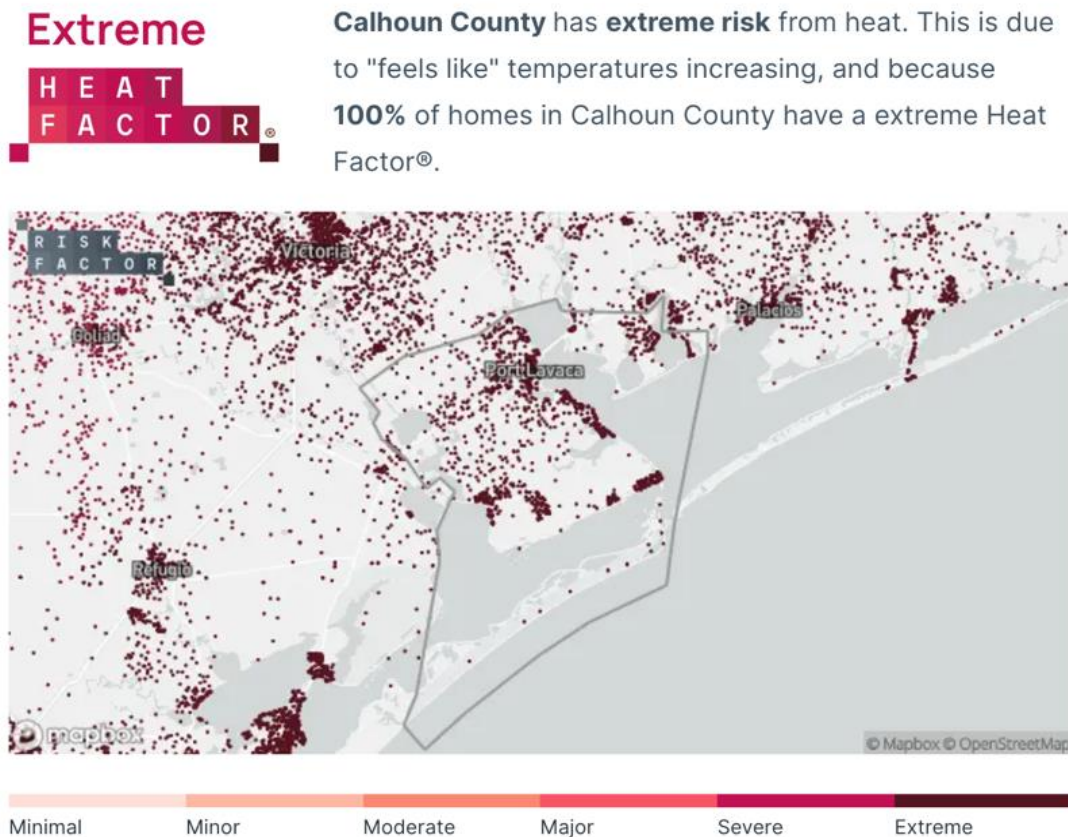 Extreme
HEAT
FACTOR®
Calhoun County has extreme risk from heat. This is due
to "feels like" temperatures increasing, and because
100% of homes in Calhoun County have a extreme Heat
Factor®.
RISK
FACTOR
Victoria
Goliad
Palacios
Port Lavaca
Refugio
mapbox
© Mapbox © OpenStreetMap
Minimal Minor Moderate Major Severe Extreme